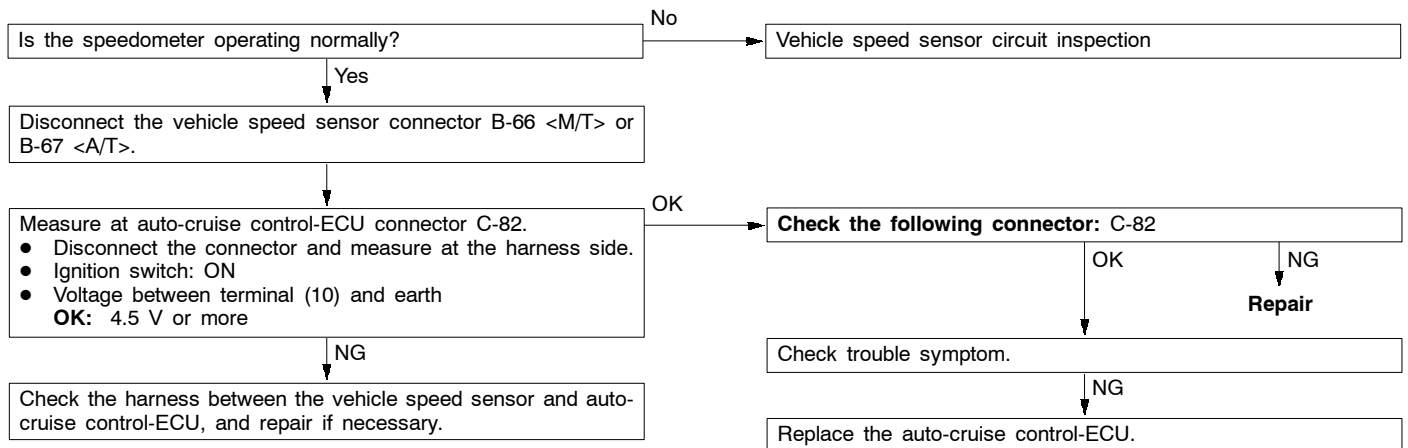 Is the speedometer operating normally?
No
Vehicle speed sensor circuit inspection
Yes
Disconnect the vehicle speed sensor connector B-66 <M/T> or
B-67 <A/T>.
Measure at auto-cruise control-ECU connector C-82.
● Disconnect the connector and measure at the harness side.
● Ignition switch: ON
● Voltage between terminal (10) and earth
OK: 4.5 V or more
OK
Check the following connector: C-82
OK
NG
Repair
NG
Check trouble symptom.
Check the harness between the vehicle speed sensor and auto-
cruise control-ECU, and repair if necessary.
NG
Replace the auto-cruise control-ECU.